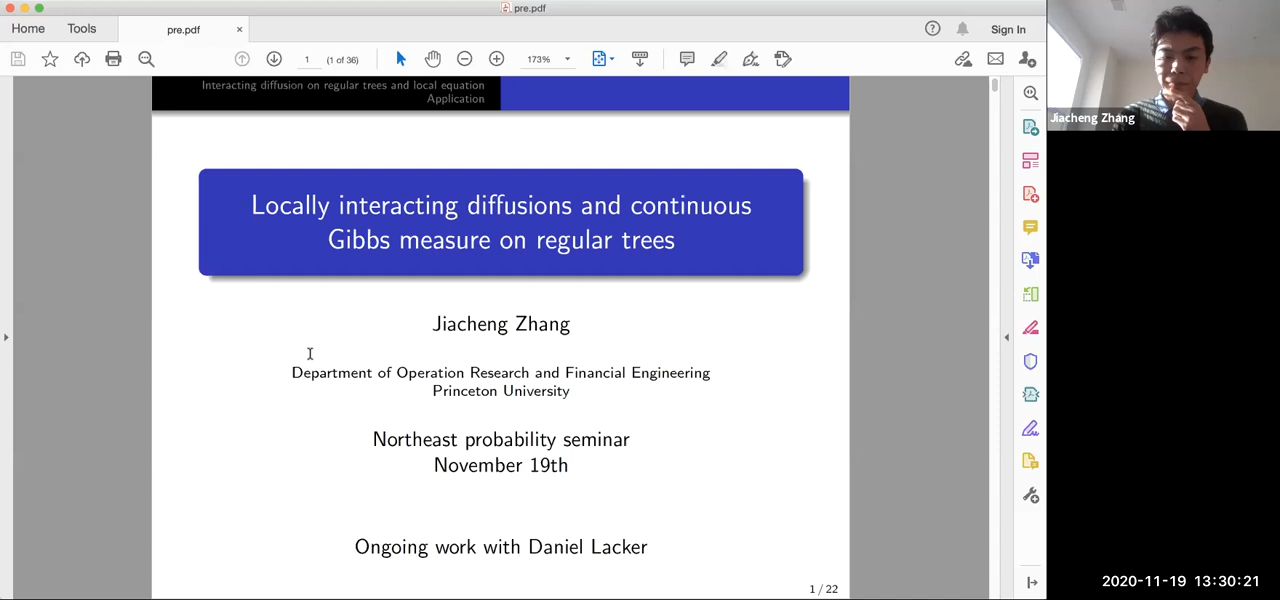 pre.pdf
Home
Tools
pre.pdf
×
Sign In
1
(1 of 36)
173%
Interacting diffusion on regular trees and local equation
Application
Locally interacting diffusions and continuous
Gibbs measure on regular trees
Jiacheng Zhang
Department of Operation Research and Financial Engineering
Princeton University
Northeast probability seminar
November 19th
Ongoing work with Daniel Lacker
1 / 22
Jiacheng Zhang
2020-11-19 13:30:21